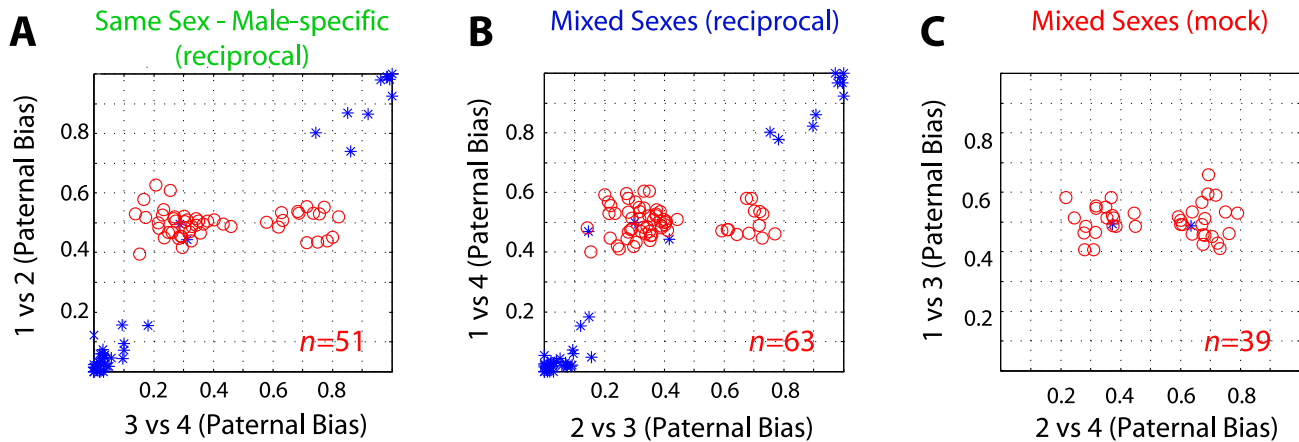 A
Same Sex - Male-specific
(reciprocal)
1 vs 2 (Paternal Bias)
0.8
0.6
0.4
0.2
n=51
0.2 0.4 0.6 0.8
3 vs 4 (Paternal Bias)
B
Mixed Sexes (reciprocal)
1 vs 4 (Paternal Bias)
0.8
0.6
0.4
0.2
n=63
0.2 0.4 0.6 0.8
2 vs 3 (Paternal Bias)
C
Mixed Sexes (mock)
1 vs 3 (Paternal Bias)
0.8
0.6
0.4
0.2
n=39
0.2 0.4 0.6 0.8
2 vs 4 (Paternal Bias)